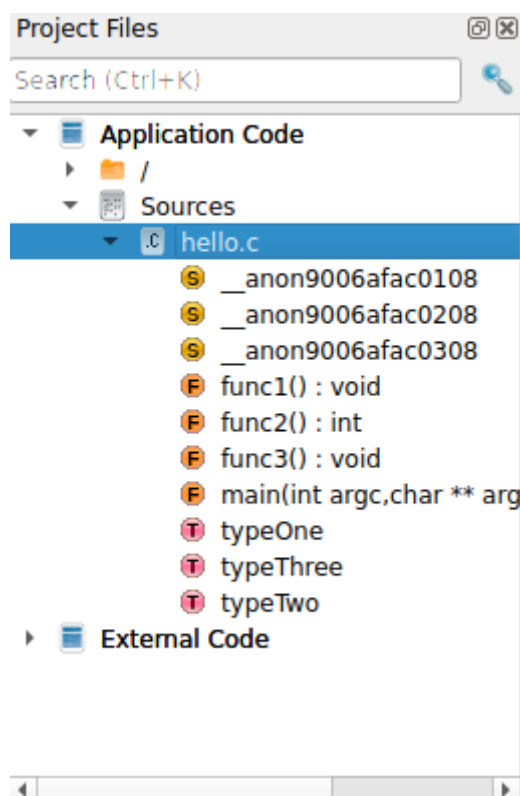 Project Files
Search (Ctrl+K)
Application Code
/
Sources
.c hello.c
S __anon9006afac0108
S __anon9006afac0208
S __anon9006afac0308
F func1() : void
F func2() : int
F func3() : void
F main(int argc,char ** arg
T typeOne
T typeThree
T typeTwo
External Code